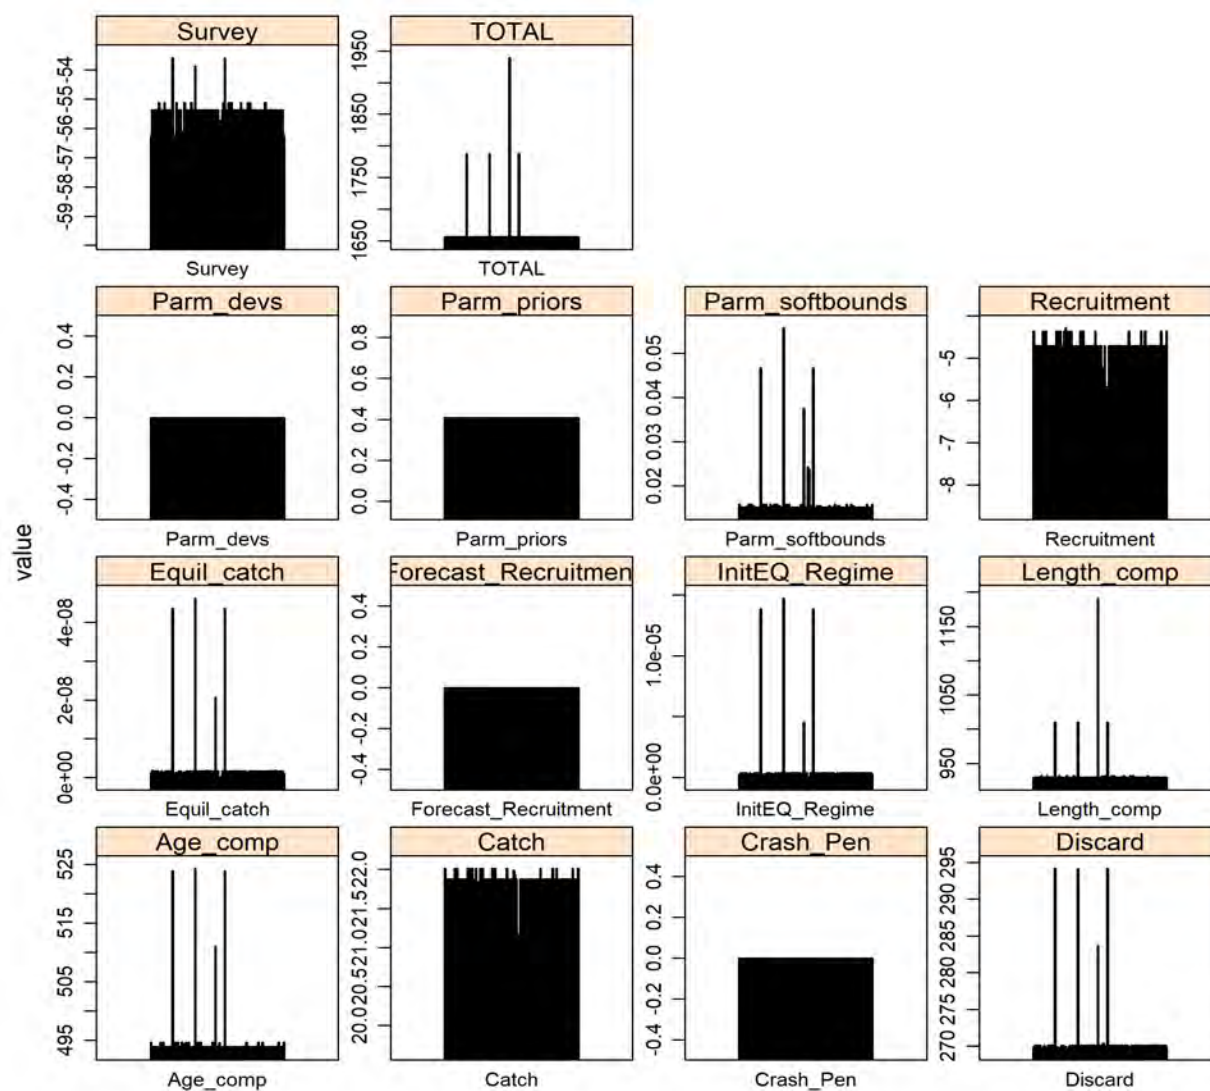 value
Survey
-59-58-57-56-55-54
Survey
TOTAL
1650 1750 1850 1950
TOTAL
Parm_devs
-0.4 -0.2 0.0 0.2 0.4
Parm_devs
Parm_priors
0.0 0.2 0.4 0.6 0.8
Parm_priors
Parm_softbounds
0.02 0.03 0.04 0.05
Parm_softbounds
Recruitment
-8 -7 -6 -5
Recruitment
Equil_catch
0e+00 2e-08 4e-08
Equil_catch
Forecast_Recruitmen
-0.4 -0.2 0.0 0.2 0.4
Forecast_Recruitment
InitEQ_Regime
0.0e+00 1.0e-05
InitEQ_Regime
Length_comp
950 1050 1150
Length_comp
Age_comp
495 505 515 525
Age_comp
Catch
20.020.521.021.522.0
Catch
Crash_Pen
-0.4 -0.2 0.0 0.2 0.4
Crash_Pen
Discard
270 275 280 285 290 295
Discard